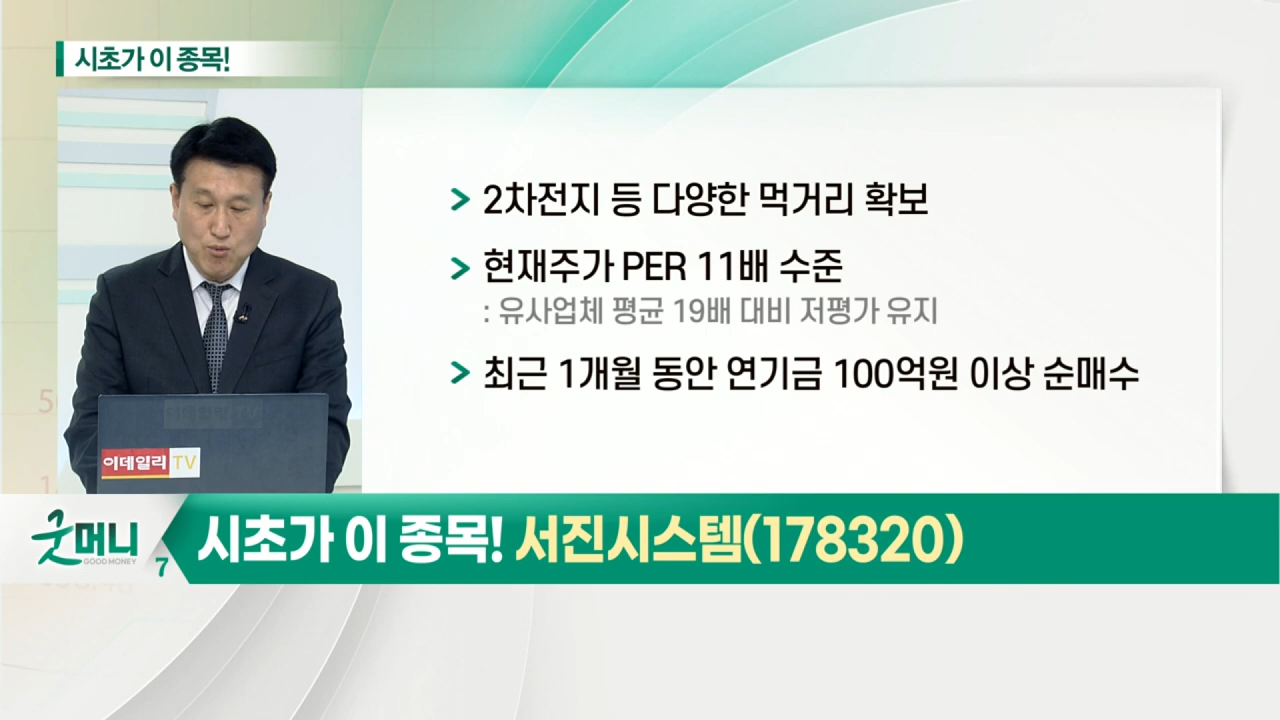 시초가 이 종목!
> 2차전지 등 다양한 먹거리 확보
> 현재주가 PER 11배 수준
: 유사업체 평균 19배 대비 저평가 유지
> 최근 1개월 동안 연기금 100억원 이상 순매수
이데일리 TV
굿머니
GOOD MONEY
7
시초가 이 종목! 서진시스템(178320)